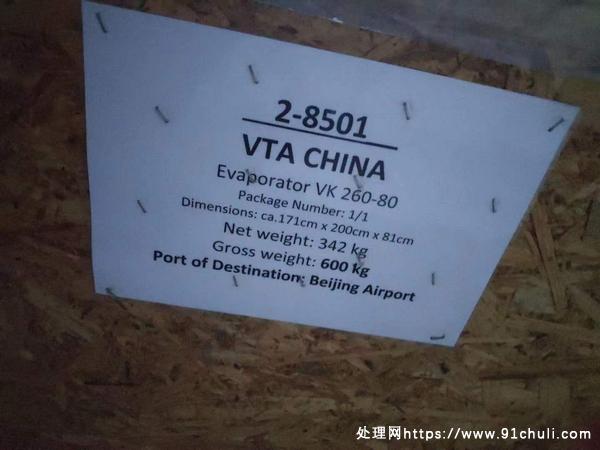 2-8501
VTA CHINA
Evaporator VK 260-80
Package Number: 1/1
Dimensions: ca.171cm x 200cm x 81cm
Net weight: 342 kg
Gross weight: 600 kg
Port of Destination: Beijing Airport
处理网https://www.91chuli.com/